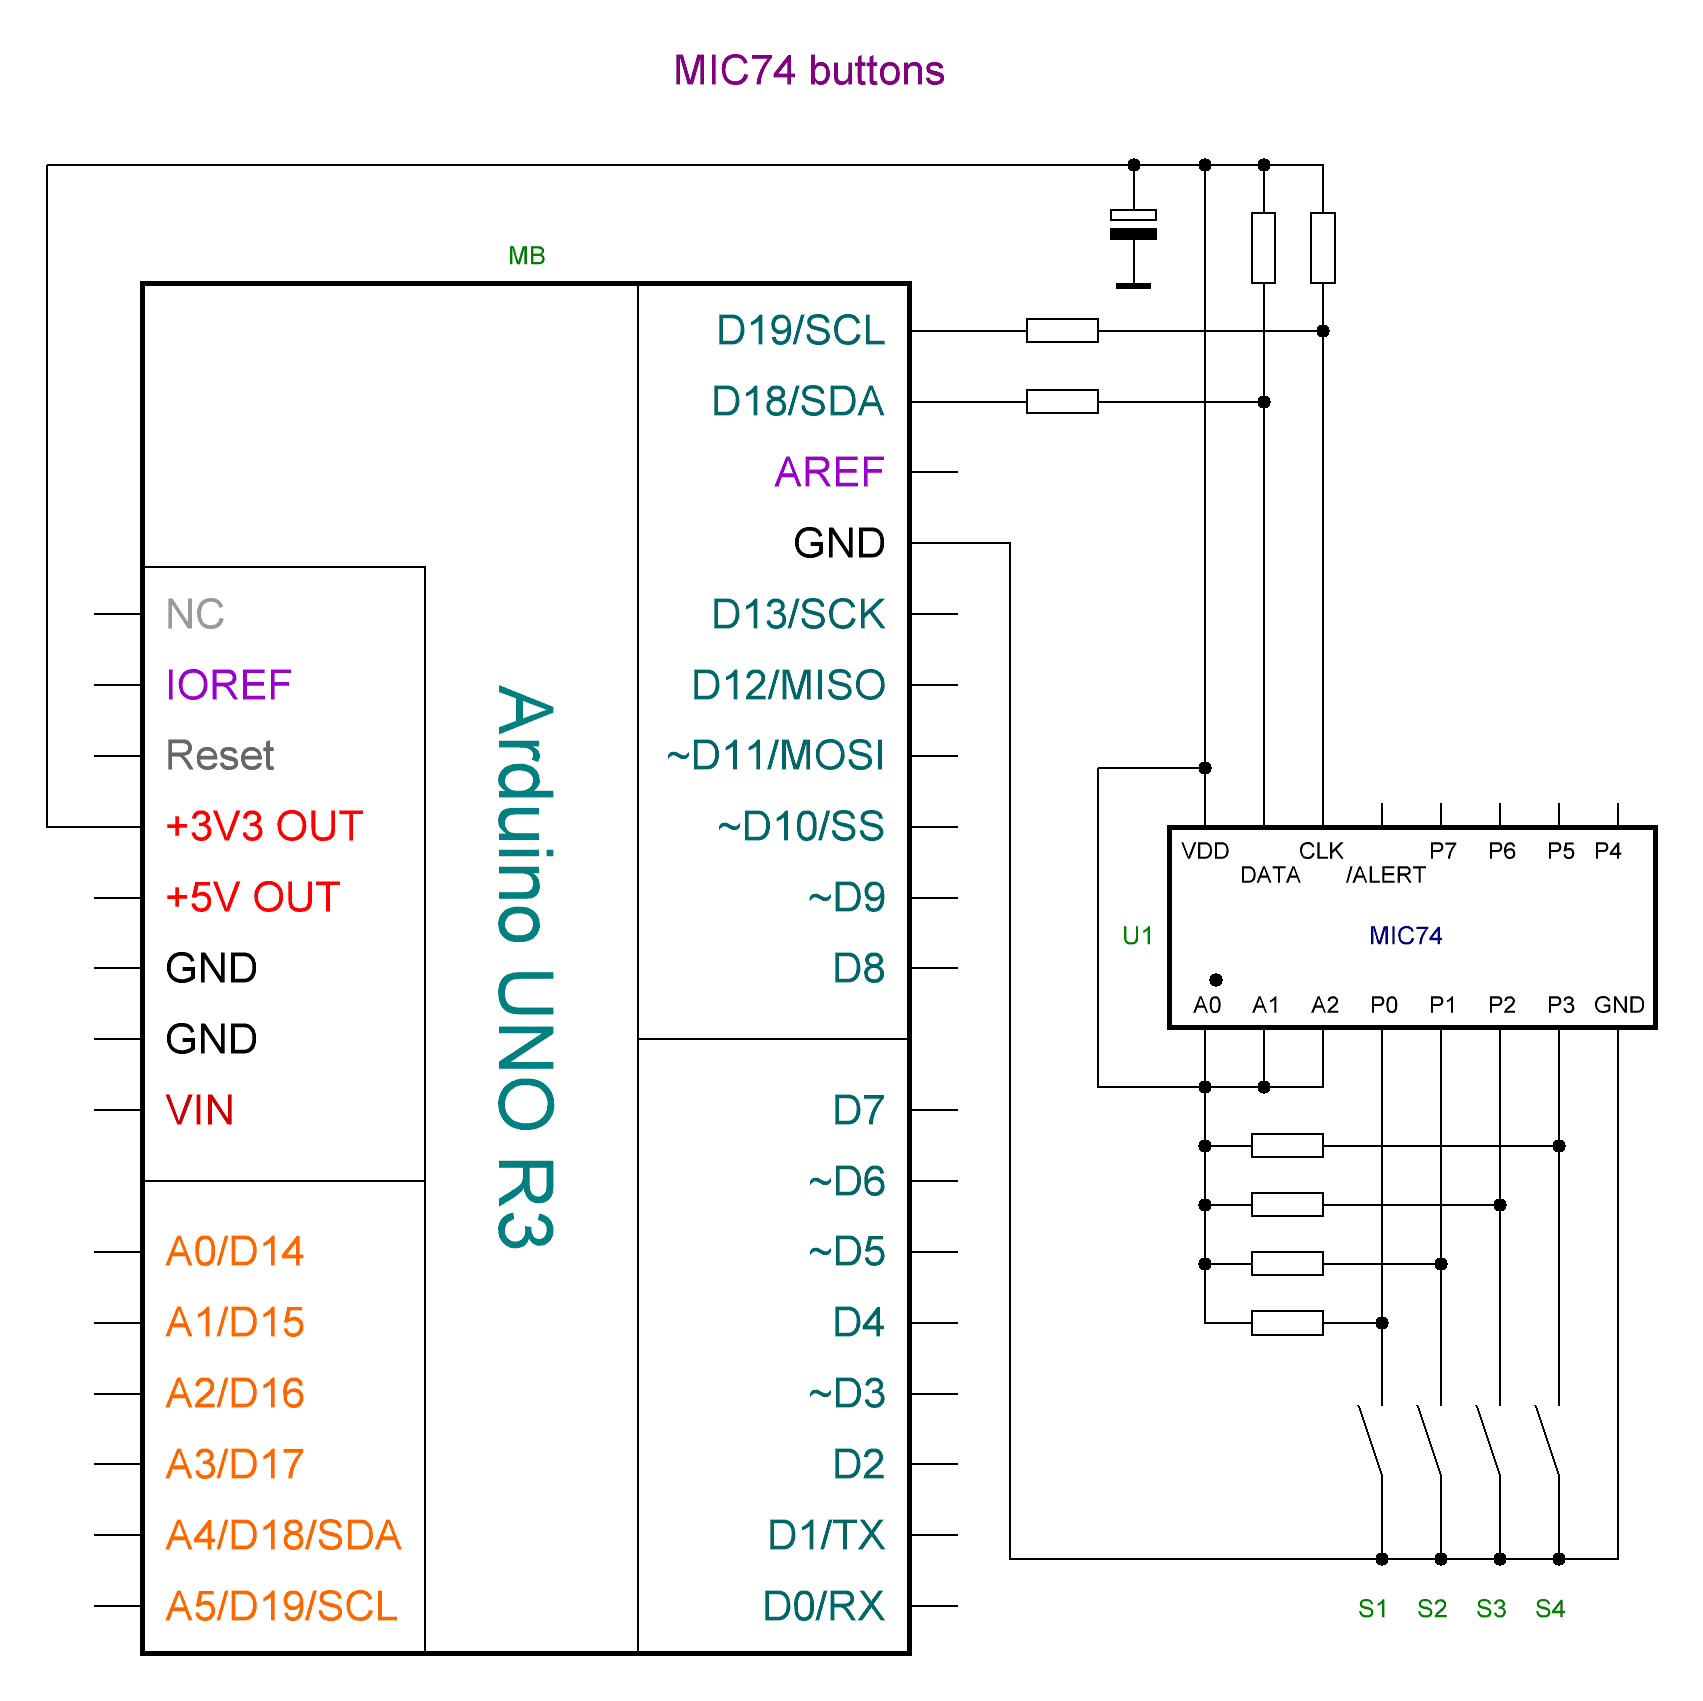 MIC74 buttons
MB
D19/SCL
D18/SDA
AREF
GND
D13/SCK
D12/MISO
~D11/MOSI
~D10/SS
~D9
D8
D7
~D6
~D5
D4
~D3
D2
D1/TX
D0/RX
NC
IOREF
Reset
+3V3 OUT
+5V OUT
GND
GND
VIN
A0/D14
A1/D15
A2/D16
A3/D17
A4/D18/SDA
A5/D19/SCL
Arduino UNO R3
VDD CLK P7 P6 P5 P4
DATA /ALERT
U1 MIC74
A0 A1 A2 P0 P1 P2 P3 GND
S1 S2 S3 S4